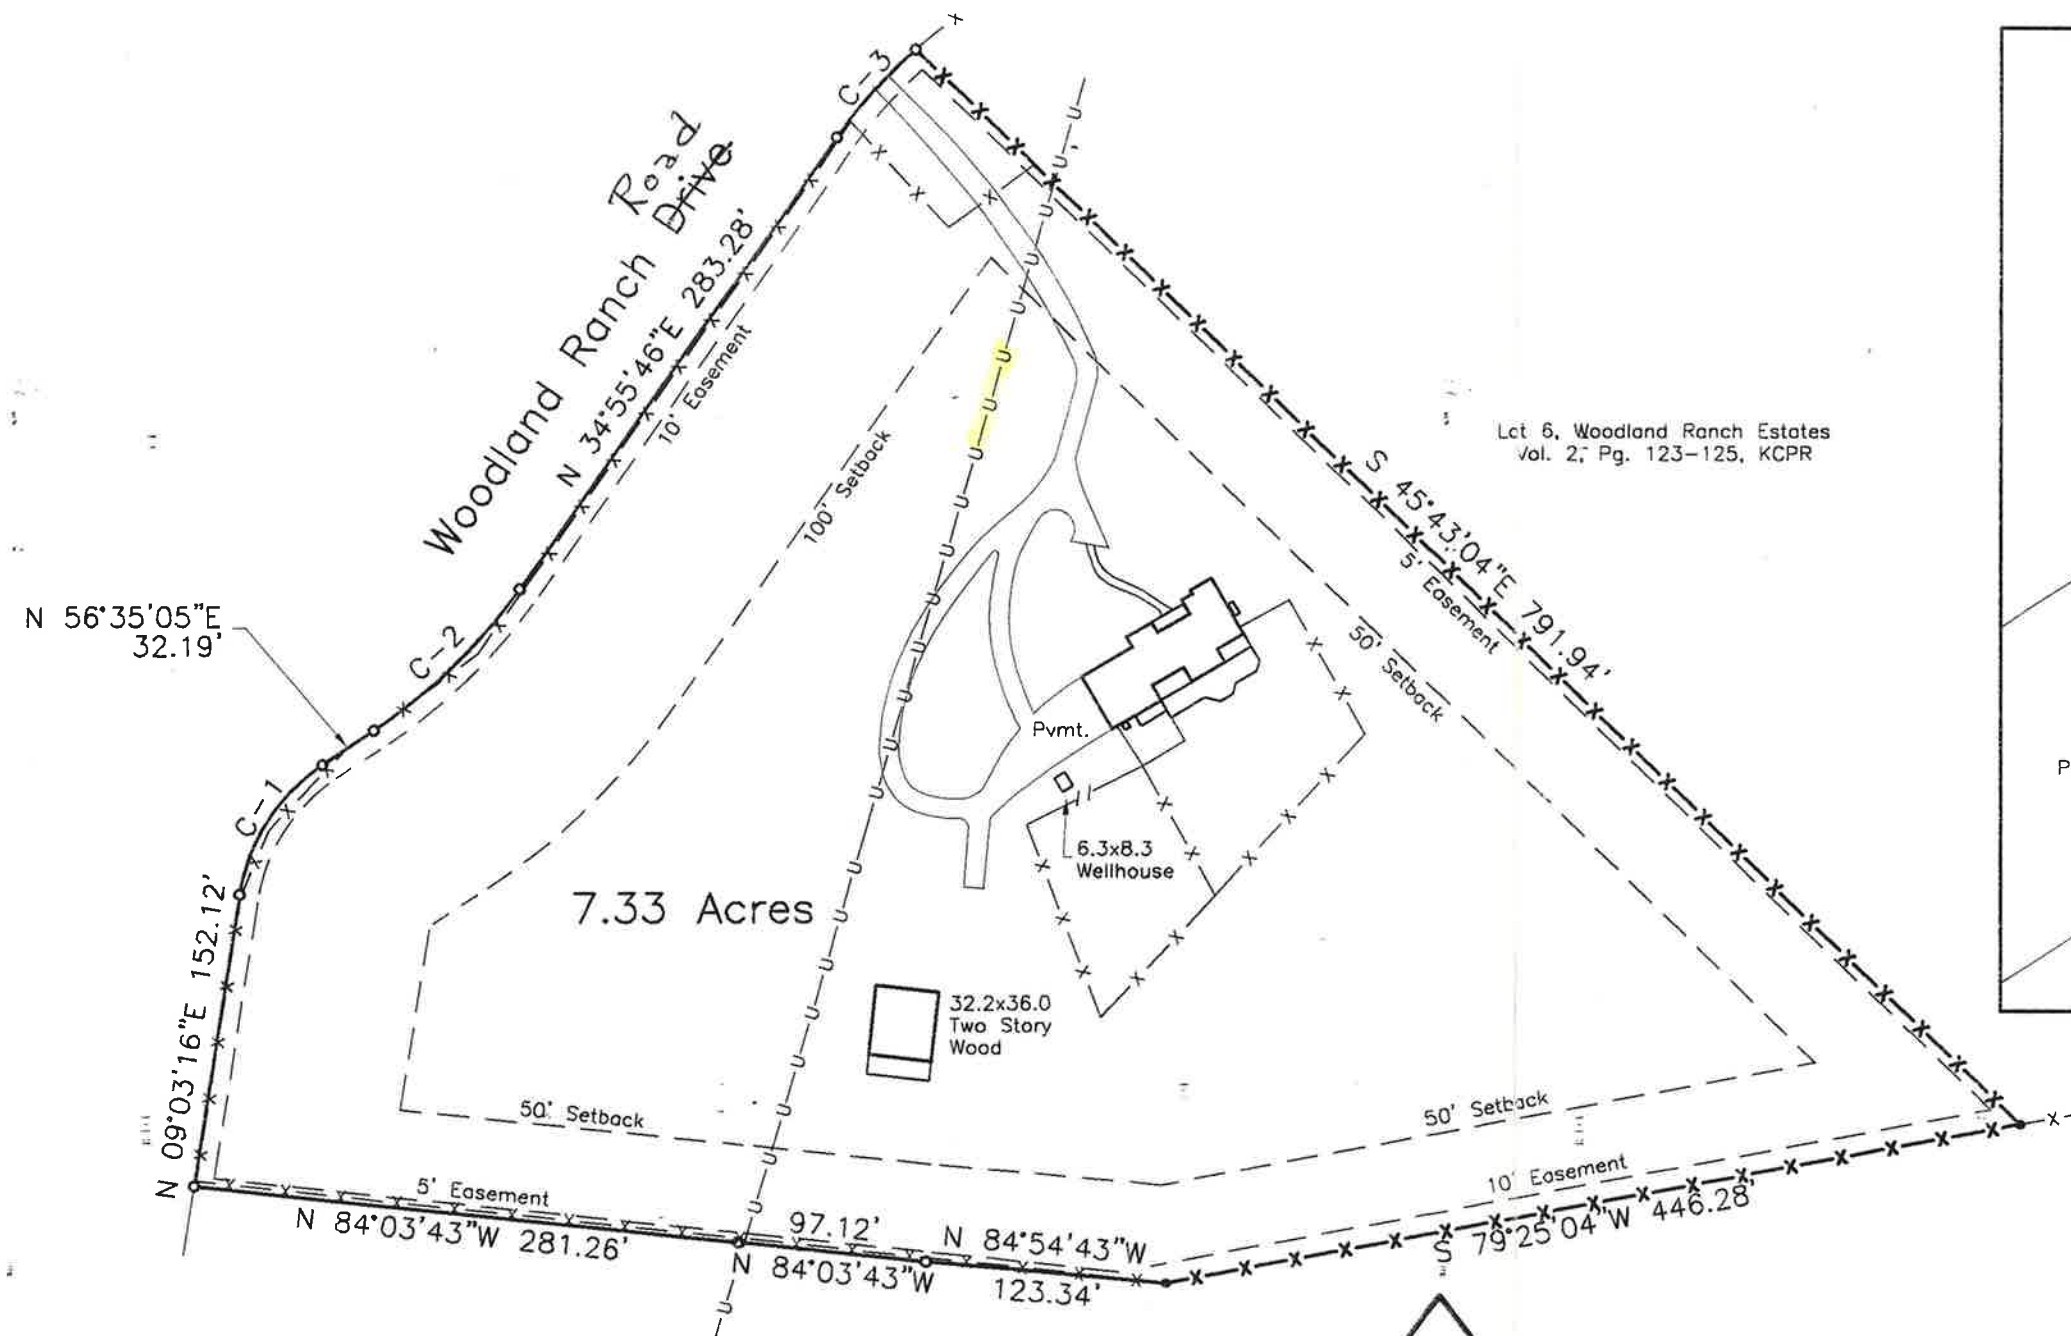 C-3
Road
Drive
Woodland Ranch
N 34°55'46"E 283.28'
10' Easement
100' Setback
Lot 6, Woodland Ranch Estates
Vol. 2, Pg. 123-125, KCPR
S 45°43'04"E 791.94'
5' Easement
50' Setback
N 56°35'05"E
32.19'
C-2
C-1
Pvmt.
6.3x8.3
Wellhouse
7.33 Acres
N 09°03'16"E 152.12'
32.2x36.0
Two Story
Wood
50' Setback
50' Setback
10' Easement
5' Easement
N 84°03'43"W 281.26'
97.12'
N 84°03'43"W
N 84°54'43"W
123.34'
S 79°25'04"W 446.28'
P